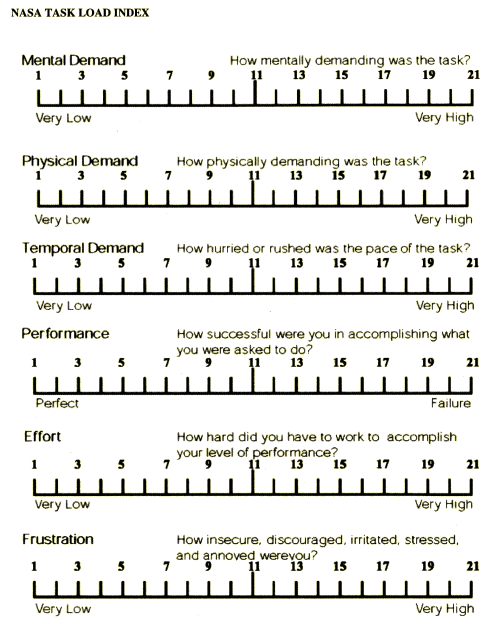 NASA TASK LOAD INDEX
Mental Demand How mentally demanding was the task?
1 3 5 7 9 11 13 15 17 19 21
Very Low Very High
Physical Demand How physically demanding was the task?
1 3 5 7 9 11 13 15 17 19 21
Very Low Very High
Temporal Demand How hurried or rushed was the pace of the task?
1 3 5 7 9 11 13 15 17 19 21
Very Low Very High
Performance How successful were you in accomplishing what
you were asked to do?
1 3 5 7 9 11 13 15 17 19 21
Perfect Failure
Effort How hard did you have to work to accomplish
your level of performance?
1 3 5 7 9 11 13 15 17 19 21
Very Low Very High
Frustration How insecure, discouraged, irritated, stressed,
and annoyed wereyou?
1 3 5 7 9 11 13 15 17 19 21
Very Low Very High